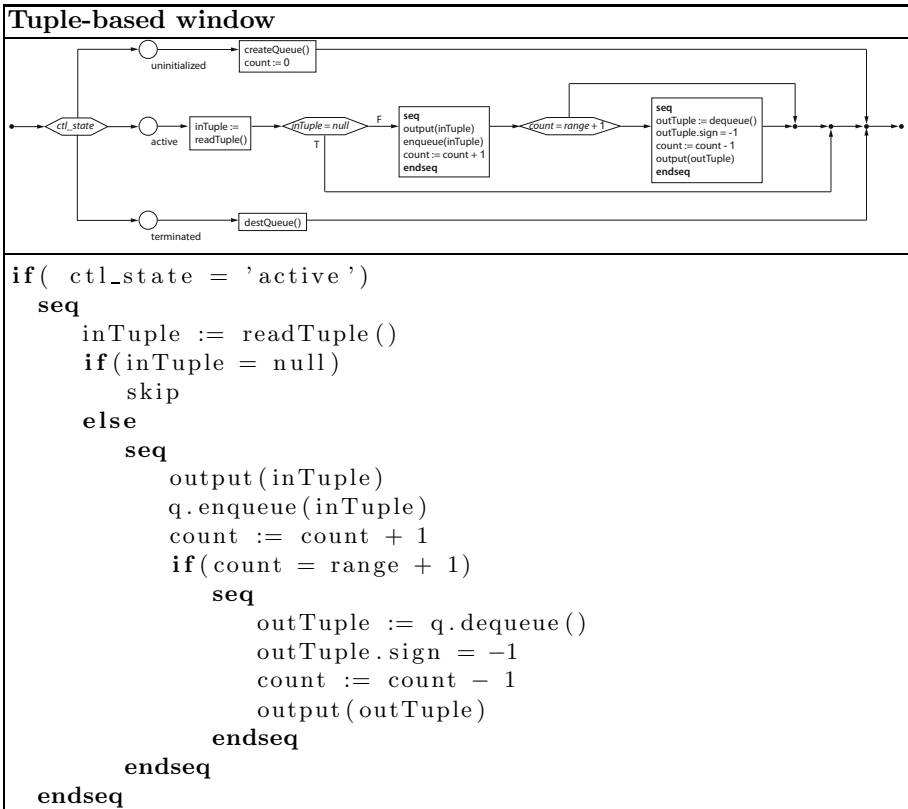 Tuple-based window
createQueue()
count := 0
uninitialized
ctl_state
active
inTuple :=
readTuple()
inTuple = null
F
T
seq
output(inTuple)
enqueue(inTuple)
count := count + 1
endseq
count = range + 1
seq
outTuple := dequeue()
outTuple.sign = -1
count := count - 1
output(outTuple)
endseq
destQueue()
terminated
if( ctl_state = 'active')
seq
inTuple := readTuple()
if(inTuple = null)
skip
else
seq
output(inTuple)
q.enqueue(inTuple)
count := count + 1
if(count = range + 1)
seq
outTuple := q.dequeue()
outTuple.sign = −1
count := count − 1
output(outTuple)
endseq
endseq
endseq